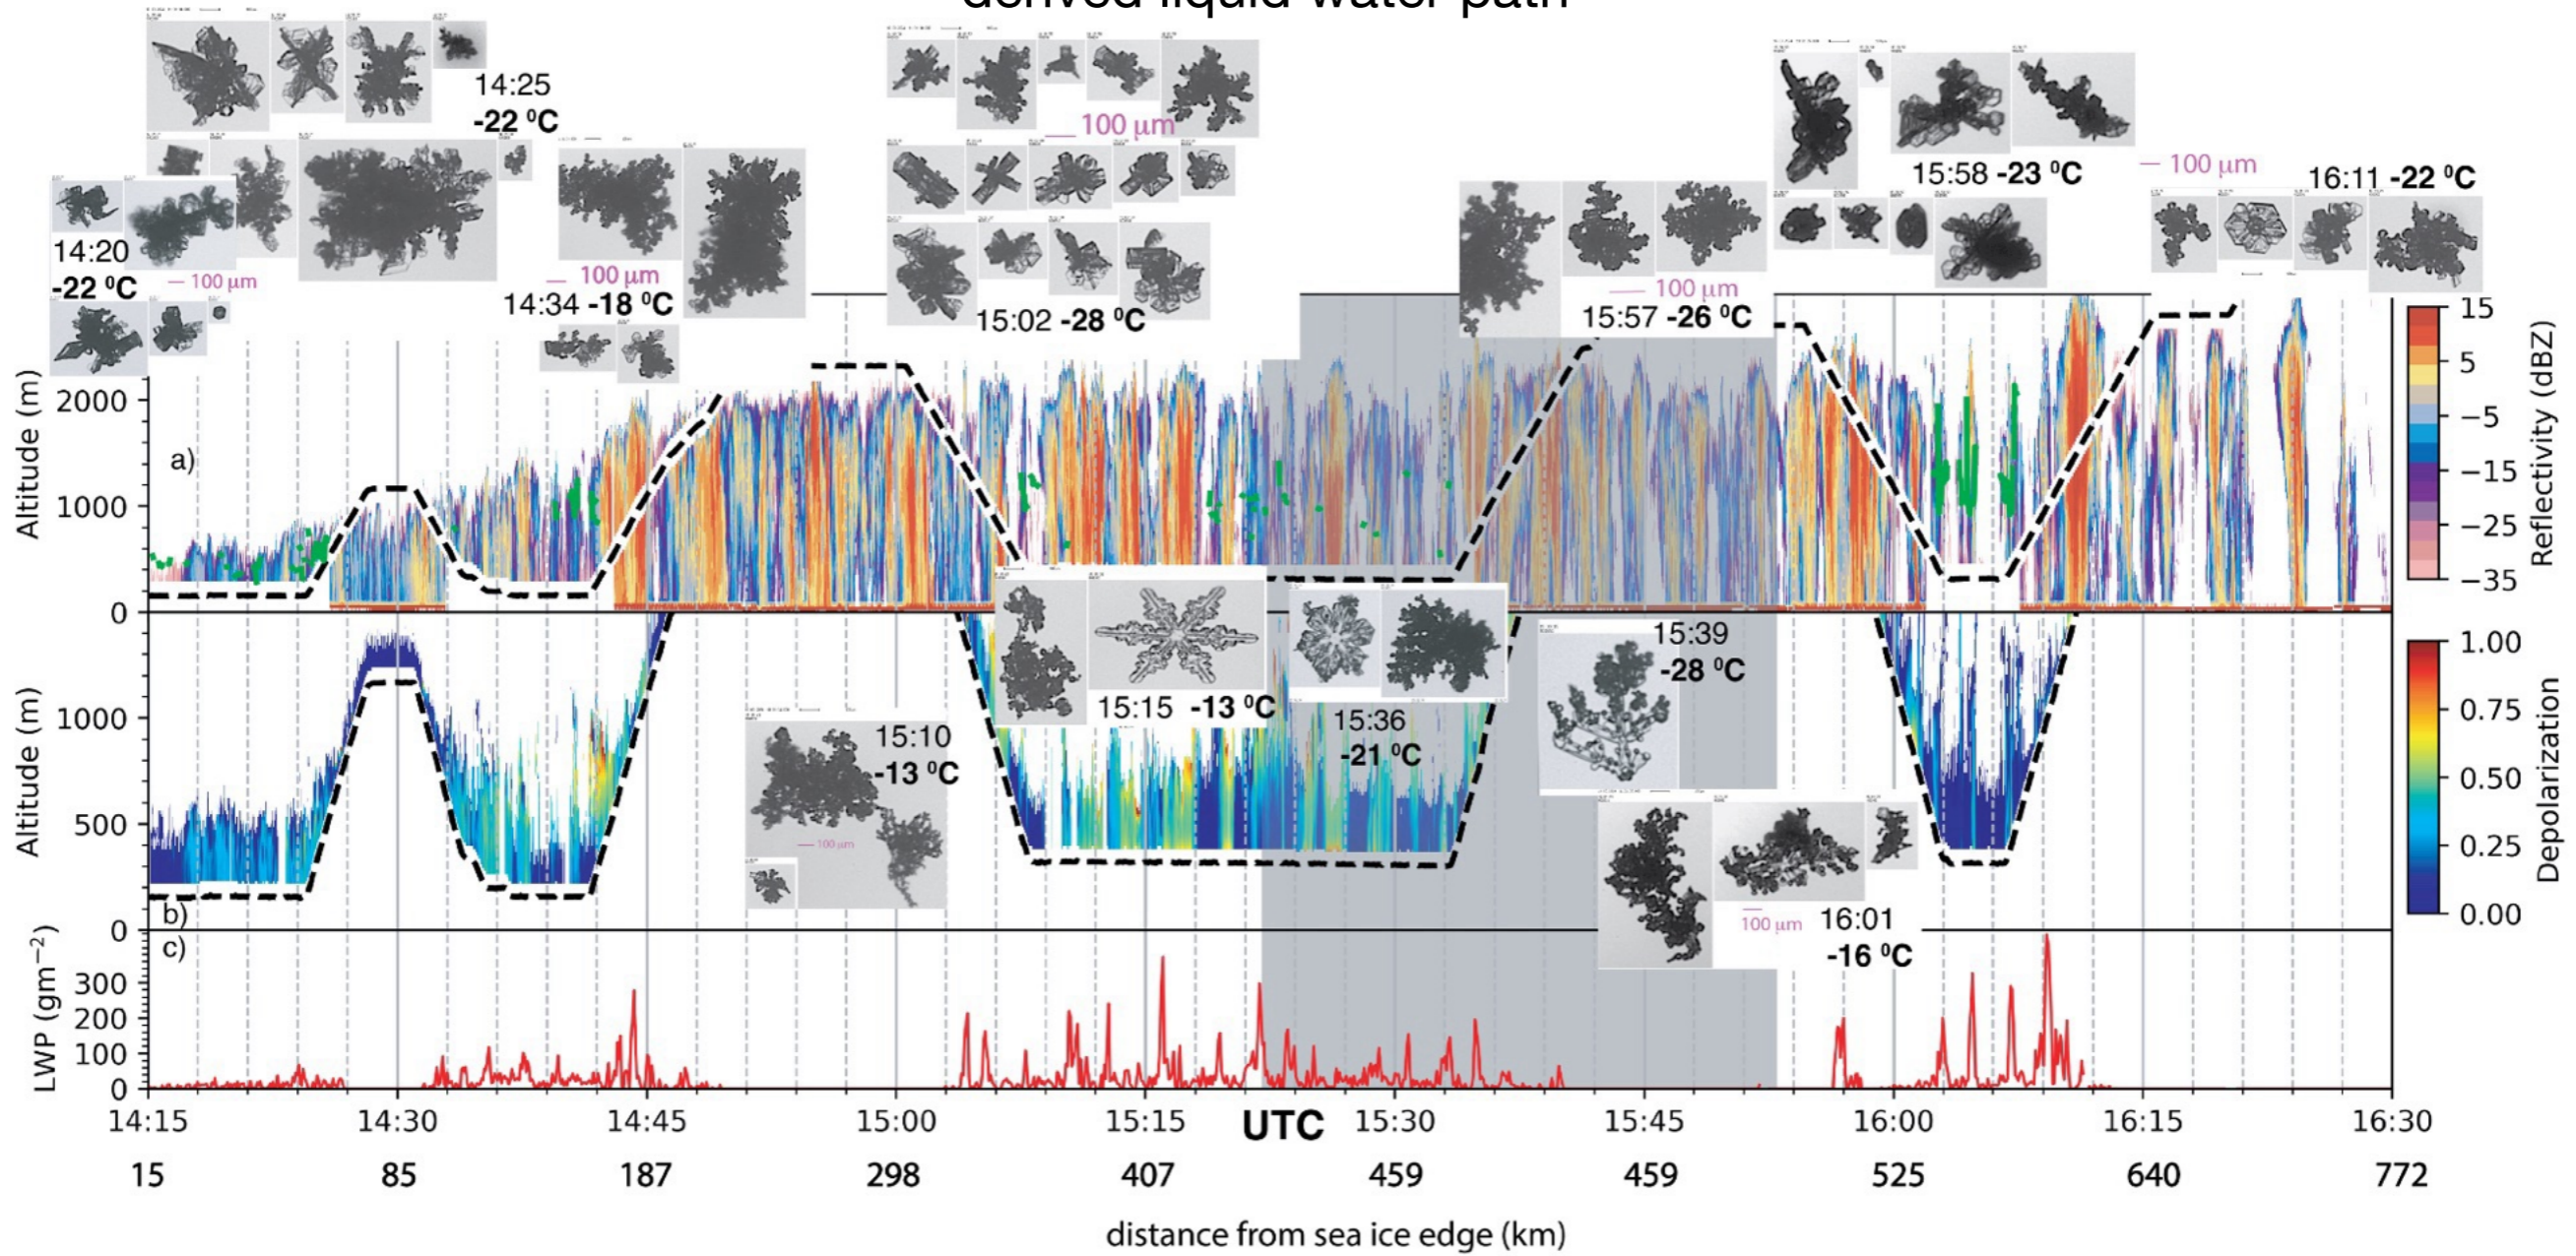 derived liquid water path
14:25
-22 ⁰C
14:20
-22 ⁰C
100 μm
100 μm
14:34 -18 ⁰C
100 μm
15:02 -28 ⁰C
100 μm
15:57 -26 ⁰C
15:58 -23 ⁰C
100 μm
16:11 -22 ⁰C
Altitude (m)
2000
1000
0
a)
15
5
−5
−15
−25
−35
Reflectivity (dBZ)
15:10
-13 ⁰C
100 μm
15:15 -13 ⁰C
15:36
-21 ⁰C
15:39
-28 ⁰C
100 μm
16:01
-16 ⁰C
Altitude (m)
0
1000
500
0
b)
1.00
0.75
0.50
0.25
0.00
Depolarization
c)
LWP (gm⁻²)
300
200
100
0
14:15 14:30 14:45 15:00 15:15 UTC 15:30 15:45 16:00 16:15 16:30
15 85 187 298 407 459 459 525 640 772
distance from sea ice edge (km)